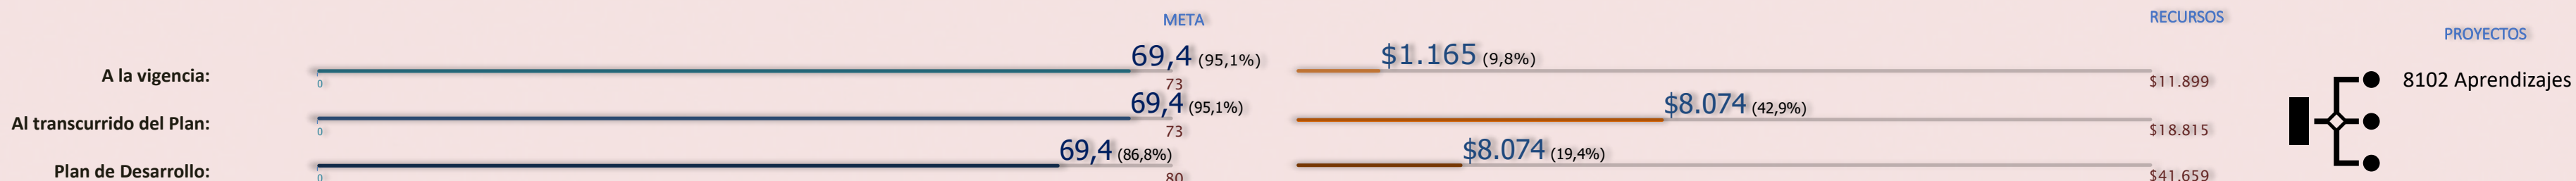 META
RECURSOS
PROYECTOS
A la vigencia:
69,4 (95,1%)
0
73
$1.165 (9,8%)
$11.899
8102 Aprendizajes
Al transcurrido del Plan:
69,4 (95,1%)
0
73
$8.074 (42,9%)
$18.815
Plan de Desarrollo:
69,4 (86,8%)
0
80
$8.074 (19,4%)
$41.659